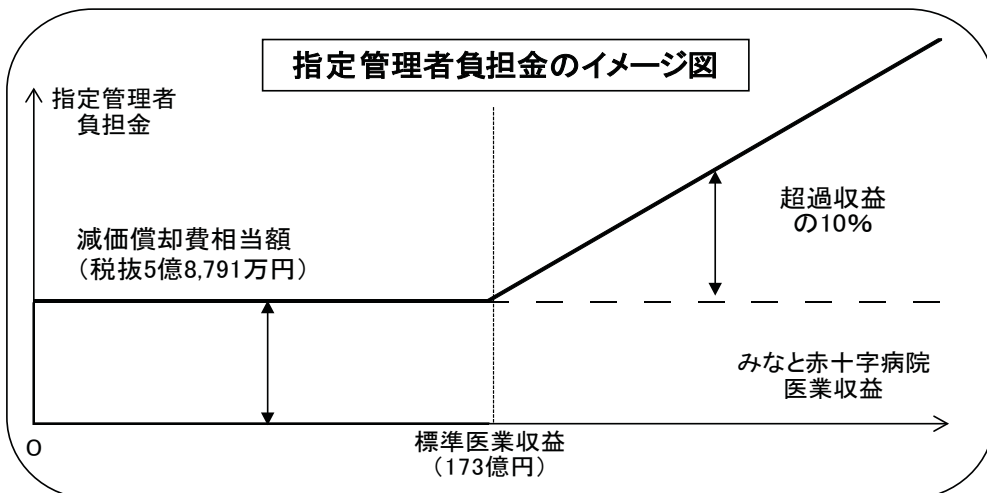 指定管理者負担金のイメージ図
指定管理者
負担金
減価償却費相当額
（税抜5億8,791万円）
超過収益
の10%
みなと赤十字病院
医業収益
0
標準医業収益
（173億円）